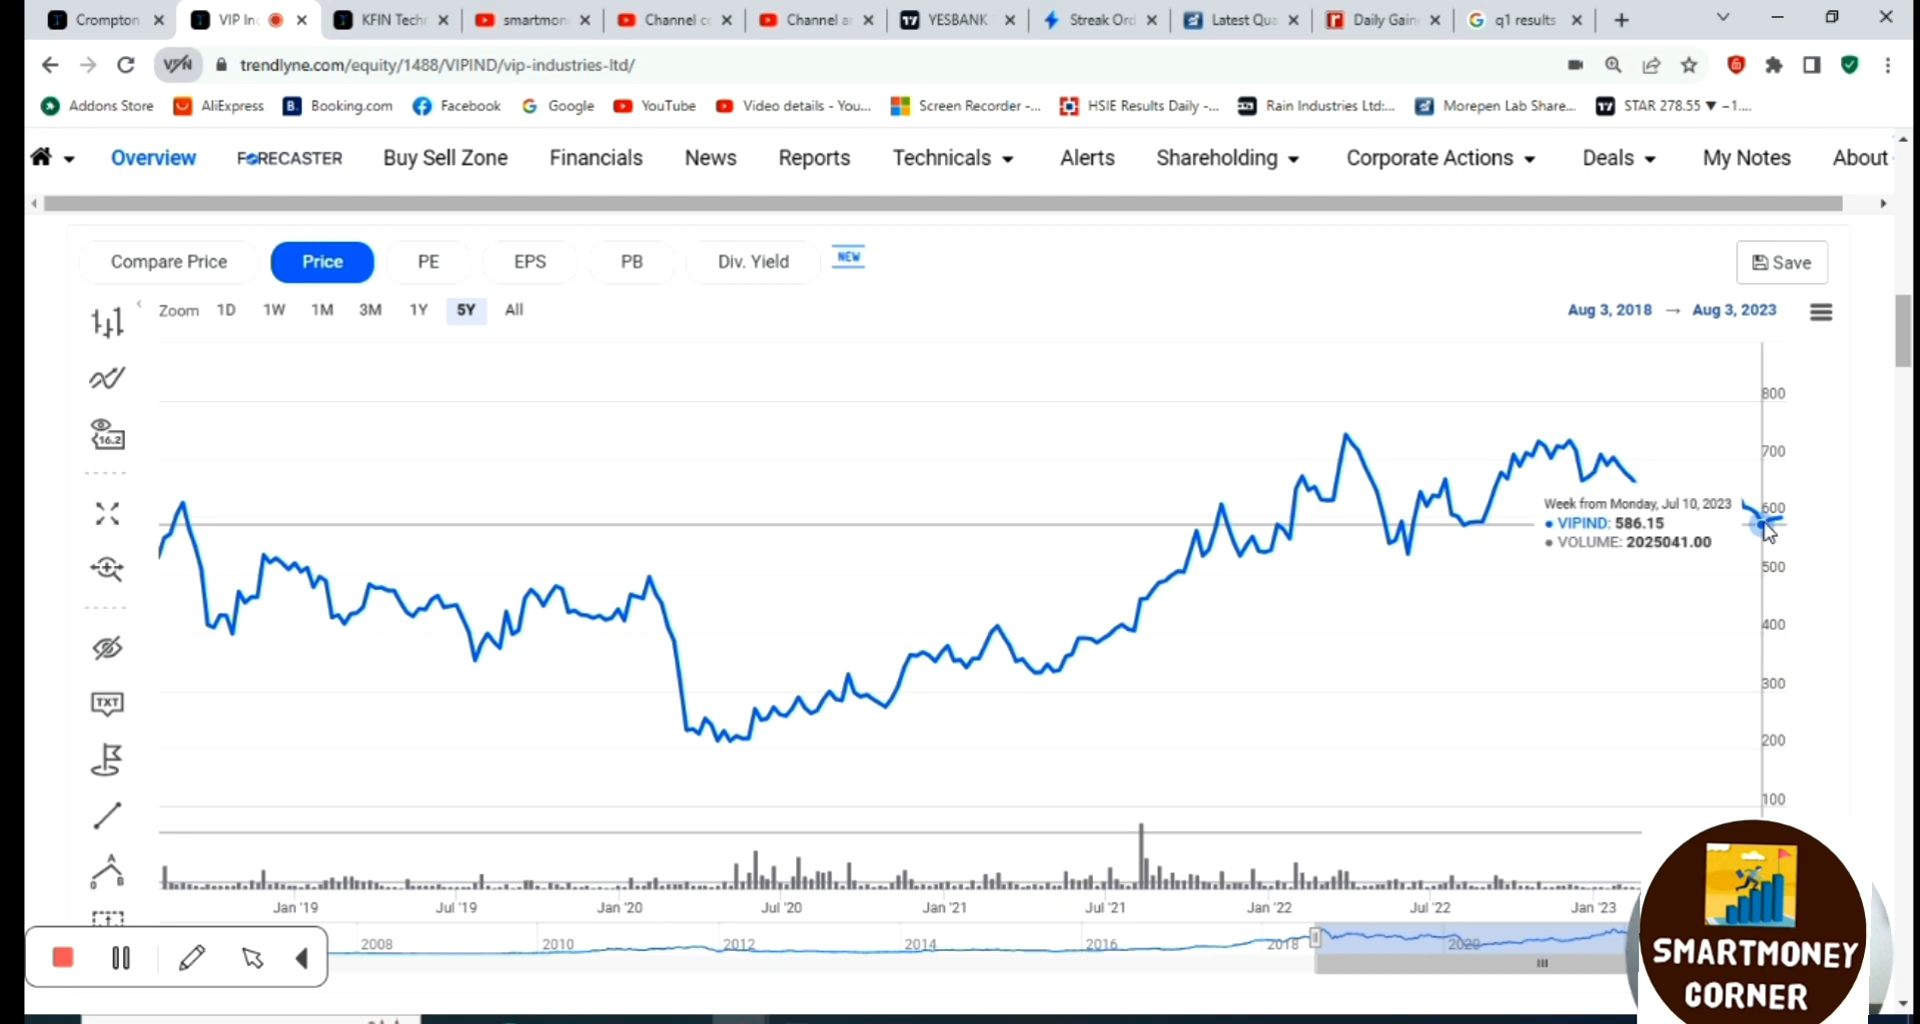 Crompton
VIP In
KFIN Techn
smartmon
Channel co
Channel an
YESBANK
Streak Ord
Latest Qua
Daily Gain
q1 results
VPN
trendlyne.com/equity/1488/VIPIND/vip-industries-ltd/
Addons Store
AliExpress
B. Booking.com
Facebook
Google
YouTube
Video details - You...
Screen Recorder -...
HSIE Results Daily -...
Rain Industries Ltd:...
Morepen Lab Share...
STAR 278.55 ▼ −1....
Overview
FORECASTER
Buy Sell Zone
Financials
News
Reports
Technicals
Alerts
Shareholding
Corporate Actions
Deals
My Notes
About
Compare Price
Price
PE
EPS
PB
Div. Yield
NEW
Save
Zoom 1D 1W 1M 3M 1Y 5Y All
Aug 3, 2018 → Aug 3, 2023
16.2
TXT
800
700
600
500
400
300
200
100
Week from Monday, Jul 10, 2023
• VIPIND: 586.15
• VOLUME: 2025041.00
Jan '19
Jul '19
Jan '20
Jul '20
Jan '21
Jul '21
Jan '22
Jul '22
Jan '23
2008
2010
2012
2014
2016
2018
2020
SMARTMONEY
CORNER